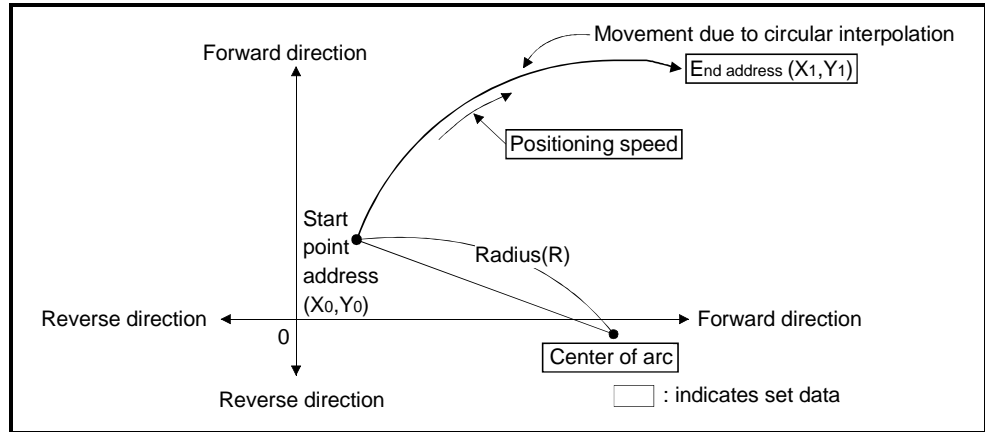 Movement due to circular interpolation
Forward direction
End address (X1,Y1)
Positioning speed
Start
point
address
(X0,Y0)
Radius(R)
Reverse direction
Forward direction
0
Center of arc
Reverse direction
: indicates set data